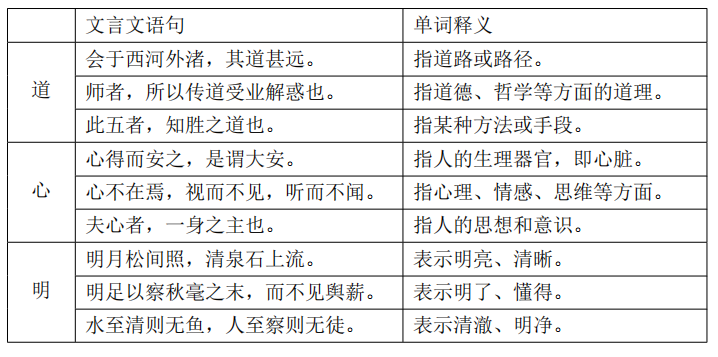 文言文语句 单词释义
道
会于西河外渚，其道甚远。 指道路或路径。
师者，所以传道受业解惑也。 指道德、哲学等方面的道理。
此五者，知胜之道也。 指某种方法或手段。
心
心得而安之，是谓大安。 指人的生理器官，即心脏。
心不在焉，视而不见，听而不闻。 指心理、情感、思维等方面。
夫心者，一身之主也。 指人的思想和意识。
明
明月松间照，清泉石上流。 表示明亮、清晰。
明足以察秋毫之末，而不见舆薪。 表示明了、懂得。
水至清则无鱼，人至察则无徒。 表示清澈、明净。